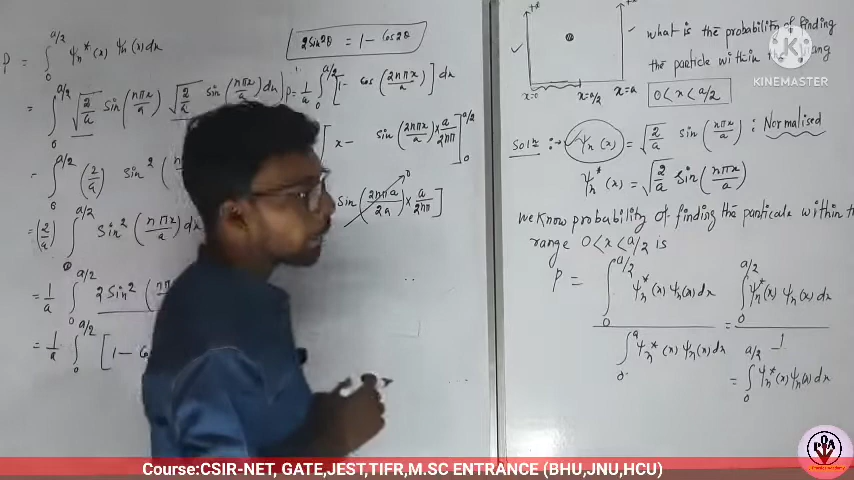 P = ∫₀^{a/2} ψn*(x) ψn(x) dx
= ∫₀^{a/2} √(2/a) sin(nπx/a) √(2/a) sin(nπx/a) dx
= ∫₀^{a/2} (2/a) sin²
= (2/a) ∫₀^{a/2} sin²(nπx/a) dx
= 1/a ∫₀^{a/2} 2 sin²
= 1/a ∫₀^{a/2} [1 -
2 sin²θ = 1 - cos2θ
P = 1/a ∫₀^{a/2} [1 - cos(2nπx/a)] dx
[x - sin(2nπx/a) × a/2nπ]₀^{a/2}
sin(2nπa/2a) × a/2nπ] 0
x=0 x=a/2 x=a
what is the probability of finding
the particle within the
0 < x < a/2
Soln :→ ψn(x) = √(2/a) sin(nπx/a) : Normalised
ψn*(x) = √(2/a) sin(nπx/a)
we know probability of finding the particale within
range 0 < x < a/2 is
P = ∫₀^{a/2} ψn*(x) ψn(x) dx / ∫₀^{a} ψn*(x) ψn(x) dx = ∫₀^{a/2} ψn*(x) ψn(x) dx / 1
= ∫₀^{a/2} ψn*(x) ψn(x) dx
KINEMASTER
Course:CSIR-NET, GATE,JEST,TIFR,M.SC ENTRANCE (BHU,JNU,HCU)